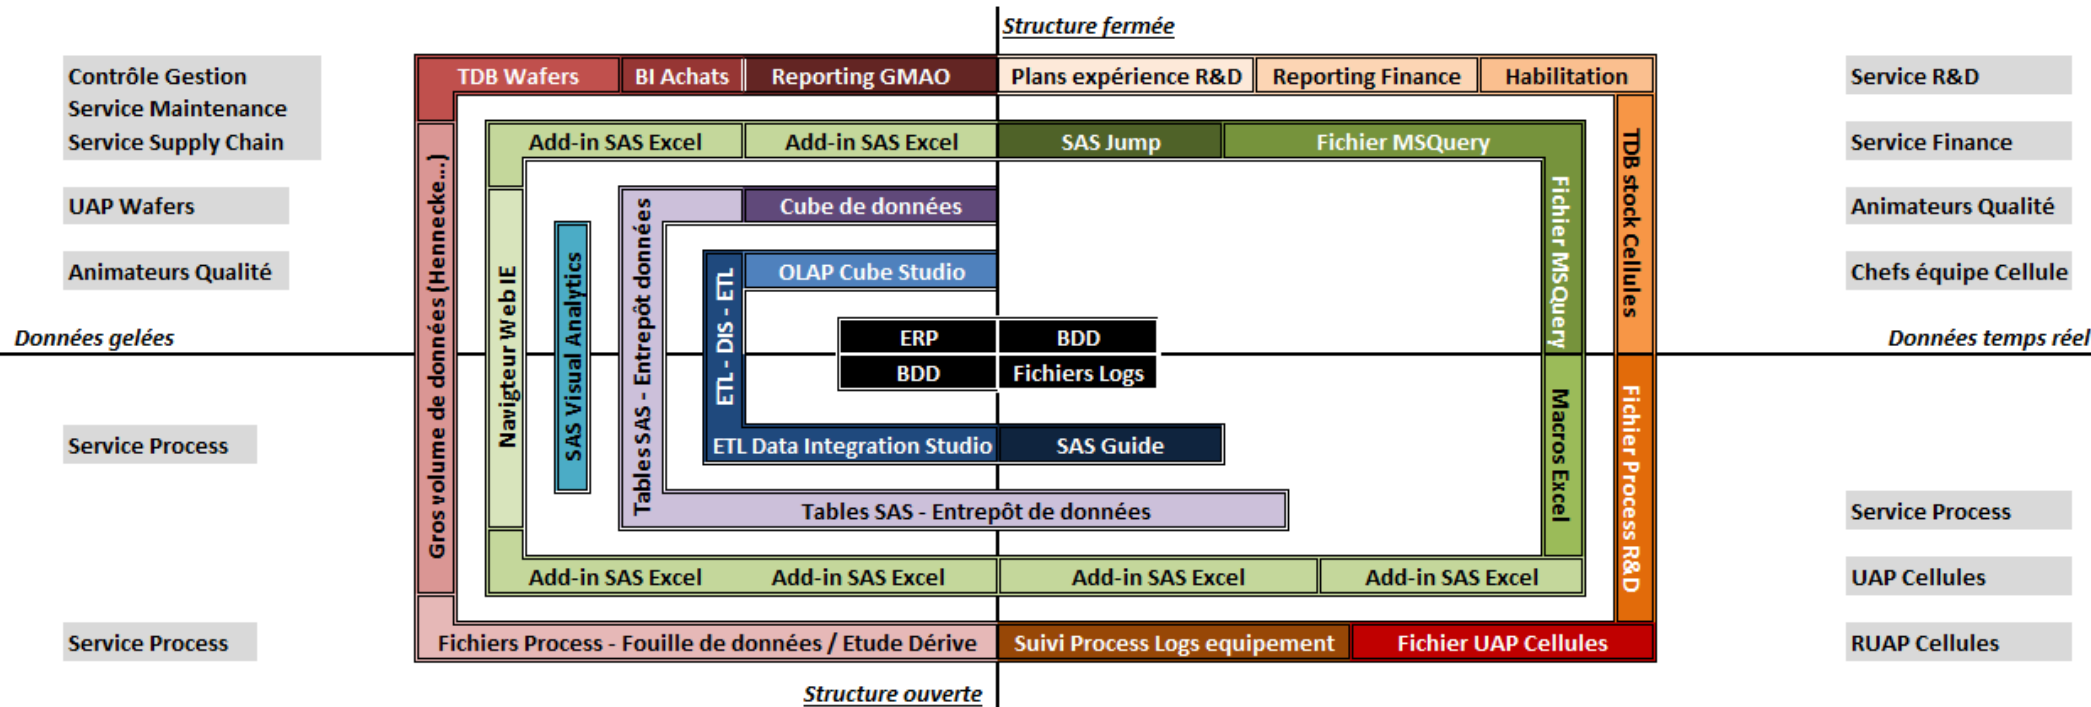 Structure fermée
Contrôle Gestion
Service Maintenance
Service Supply Chain
UAP Wafers
Animateurs Qualité
Données gelées
Service Process
Service Process
TDB Wafers
BI Achats
Reporting GMAO
Plans expérience R&D
Reporting Finance
Habilitation
Gros volume de données (Hennecke...)
TDB stock Cellules
Fichier Process R&D
Add-in SAS Excel
Add-in SAS Excel
SAS Jump
Fichier MSQuery
Navigteur Web IE
Fichier MSQuery
Macros Excel
SAS Visual Analytics
Tables SAS - Entrepôt données
Cube de données
ETL - DIS - ETL
OLAP Cube Studio
ERP
BDD
BDD
Fichiers Logs
ETL Data Integration Studio
SAS Guide
Tables SAS - Entrepôt de données
Add-in SAS Excel
Add-in SAS Excel
Add-in SAS Excel
Add-in SAS Excel
Fichiers Process - Fouille de données / Etude Dérive
Suivi Process Logs equipement
Fichier UAP Cellules
Service R&D
Service Finance
Animateurs Qualité
Chefs équipe Cellule
Données temps réel
Service Process
UAP Cellules
RUAP Cellules
Structure ouverte